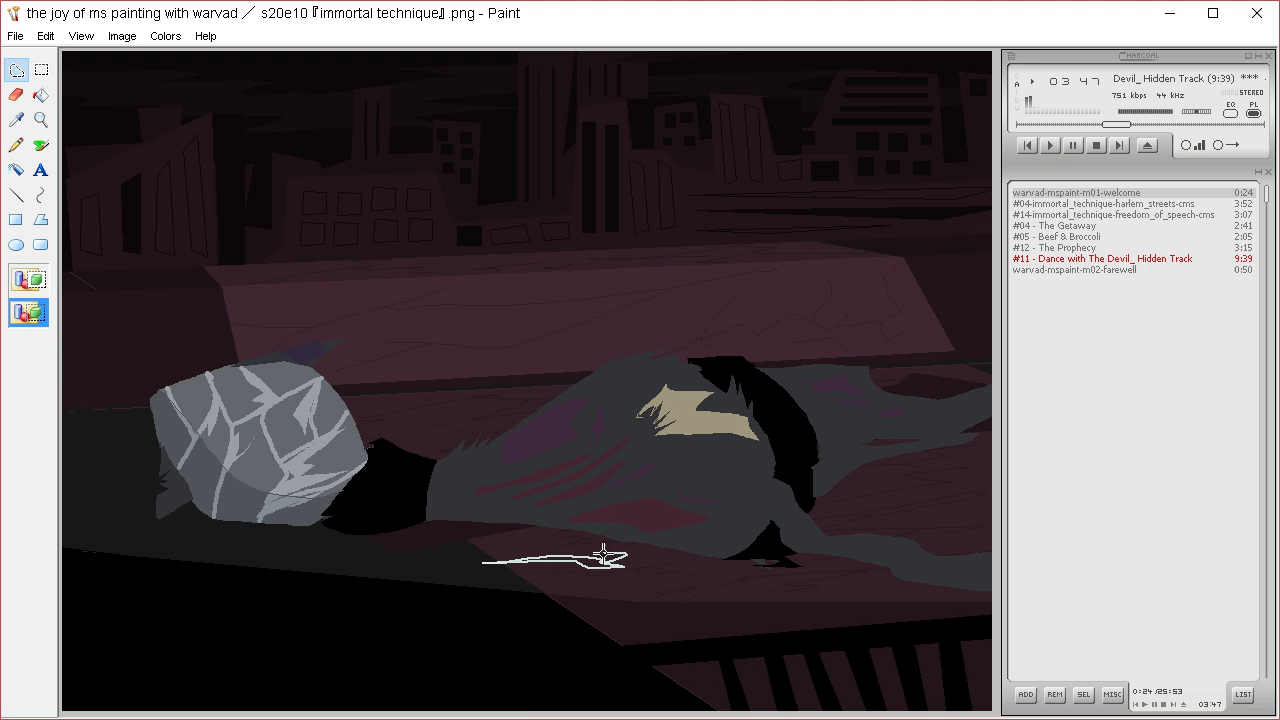 the joy of ms painting with warvad ／ s20e10『immortal technique』.png - Paint
File Edit View Image Colors Help
CHARCOAL
03 47 Devil_ Hidden Track (9:39) ***
751 kbps 44 kHz STEREO
EQ PL
warvad-mspaint-m01-welcome 0:24
#04-immortal_technique-harlem_streets-cms 3:52
#14-immortal_technique-freedom_of_speech-cms 3:07
#04 - The Getaway 2:41
#05 - Beef & Broccoli 2:05
#12 - The Prophecy 3:15
#11 - Dance with The Devil_ Hidden Track 9:39
warvad-mspaint-m02-farewell 0:50
ADD REM SEL MISC 0:24/25:53 03:47 LIST